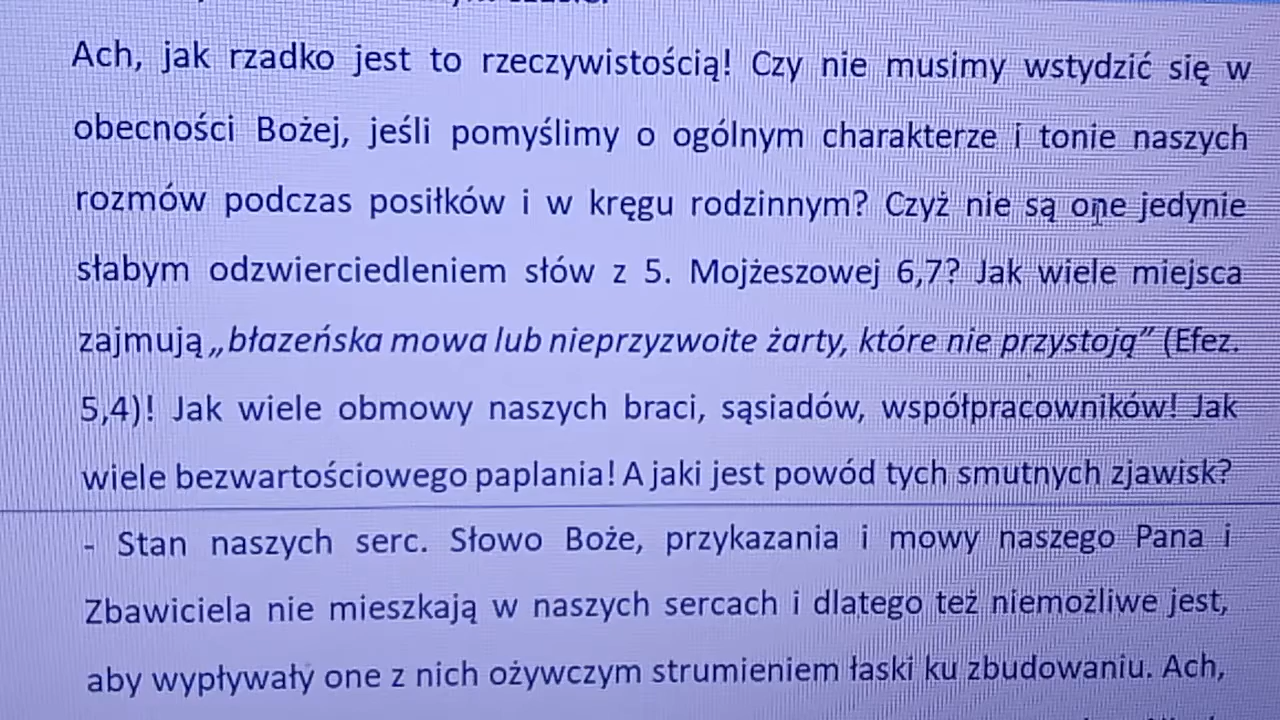 Ach, jak rzadko jest to rzeczywistością! Czy nie musimy wstydzić się w
obecności Bożej, jeśli pomyślimy o ogólnym charakterze i tonie naszych
rozmów podczas posiłków i w kręgu rodzinnym? Czyż nie są one jedynie
słabym odzwierciedleniem słów z 5. Mojżeszowej 6,7? Jak wiele miejsca
zajmują „błazeńska mowa lub nieprzyzwoite żarty, które nie przystoją” (Efez.
5,4)! Jak wiele obmowy naszych braci, sąsiadów, współpracowników! Jak
wiele bezwartościowego paplania! A jaki jest powód tych smutnych zjawisk?
- Stan naszych serc. Słowo Boże, przykazania i mowy naszego Pana i
Zbawiciela nie mieszkają w naszych sercach i dlatego też niemożliwe jest,
aby wypływały one z nich ożywczym strumieniem łaski ku zbudowaniu. Ach,